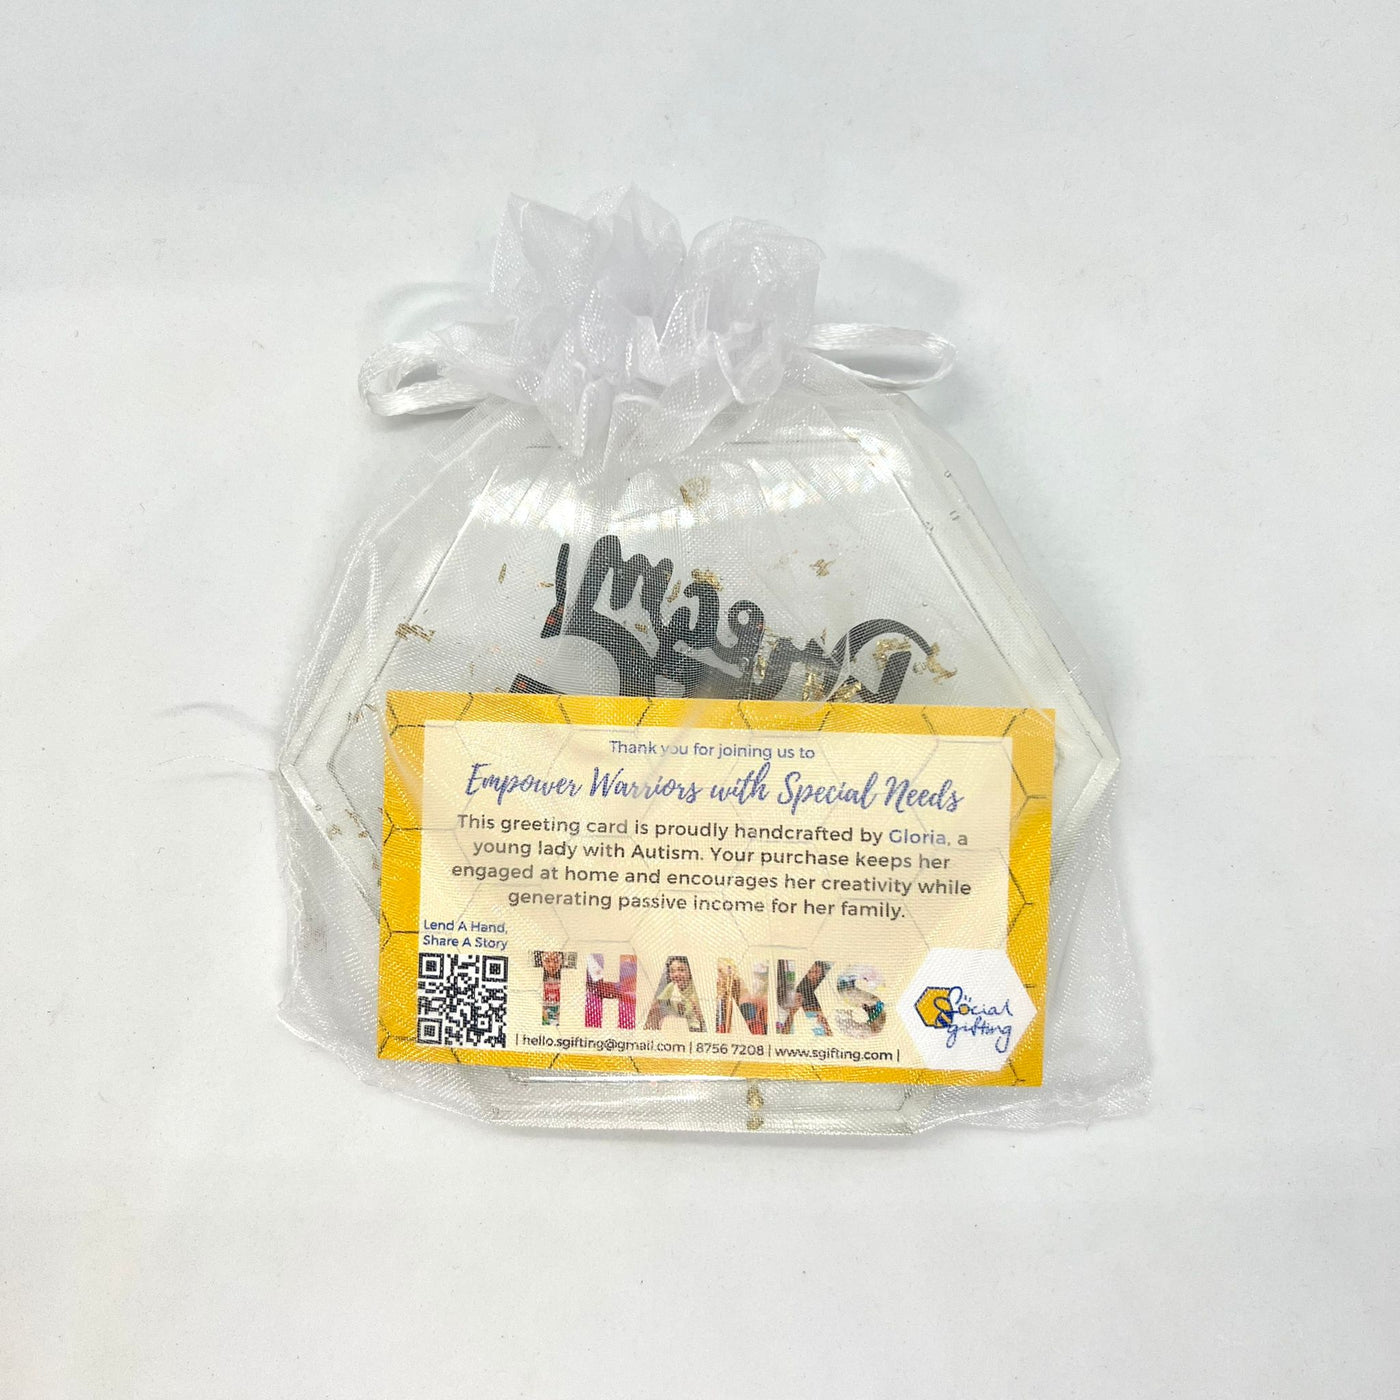 Thank you for joining us to
Empower Warriors with Special Needs
This greeting card is proudly handcrafted by Gloria, a
young lady with Autism. Your purchase keeps her
engaged at home and encourages her creativity while
generating passive income for her family.
Lend A Hand,
Share A Story
THANKS
| hello.sgifting@gmail.com | 8756 7208 | www.sgifting.com |
Social
gifting